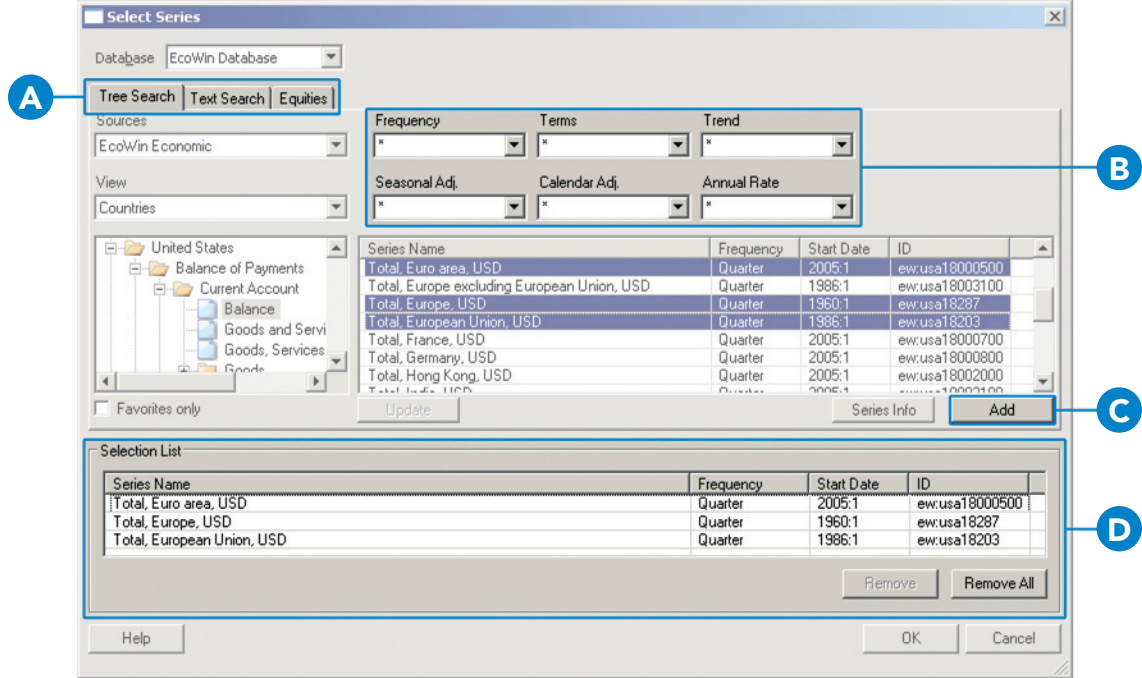 Select Series
Database EcoWin Database
A
Tree Search Text Search Equities
Sources
EcoWin Economic
View
Countries
Frequency Terms Trend
* * *
Seasonal Adj. Calendar Adj. Annual Rate
* * *
B
United States
Balance of Payments
Current Account
Balance
Goods and Servi
Goods, Services
Goods
Series Name Frequency Start Date ID
Total, Euro area, USD Quarter 2005:1 ew:usa18000500
Total, Europe excluding European Union, USD Quarter 1986:1 ew:usa18003100
Total, Europe, USD Quarter 1960:1 ew:usa18287
Total, European Union, USD Quarter 1986:1 ew:usa18203
Total, France, USD Quarter 2005:1 ew:usa18000700
Total, Germany, USD Quarter 2005:1 ew:usa18000800
Total, Hong Kong, USD Quarter 2005:1 ew:usa18002000
Favorites only
Update Series Info Add
C
Selection List
Series Name Frequency Start Date ID
Total, Euro area, USD Quarter 2005:1 ew:usa18000500
Total, Europe, USD Quarter 1960:1 ew:usa18287
Total, European Union, USD Quarter 1986:1 ew:usa18203
D
Remove Remove All
Help OK Cancel